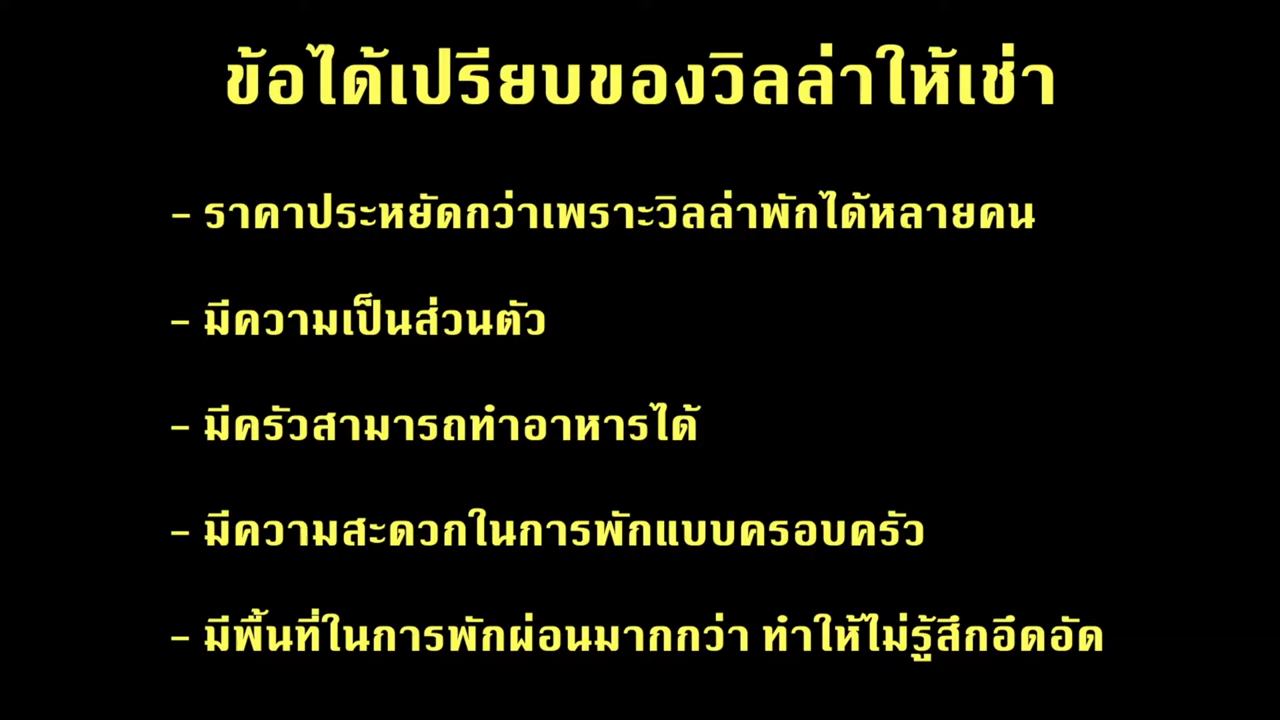 ข้อได้เปรียบของวิลล่าให้เช่า
- ราคาประหยัดกว่าเพราะวิลล่าพักได้หลายคน
- มีความเป็นส่วนตัว
- มีครัวสามารถทำอาหารได้
- มีความสะดวกในการพักแบบครอบครัว
- มีพื้นที่ในการพักผ่อนมากกว่า ทำให้ไม่รู้สึกอึดอัด